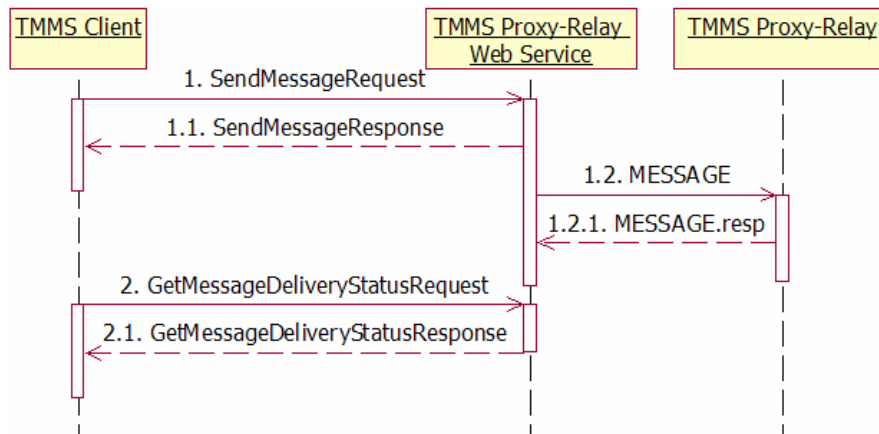 TMMS Client
TMMS Proxy-Relay
Web Service
TMMS Proxy-Relay
1. SendMessageRequest
1.1. SendMessageResponse
1.2. MESSAGE
1.2.1. MESSAGE.resp
2. GetMessageDeliveryStatusRequest
2.1. GetMessageDeliveryStatusResponse